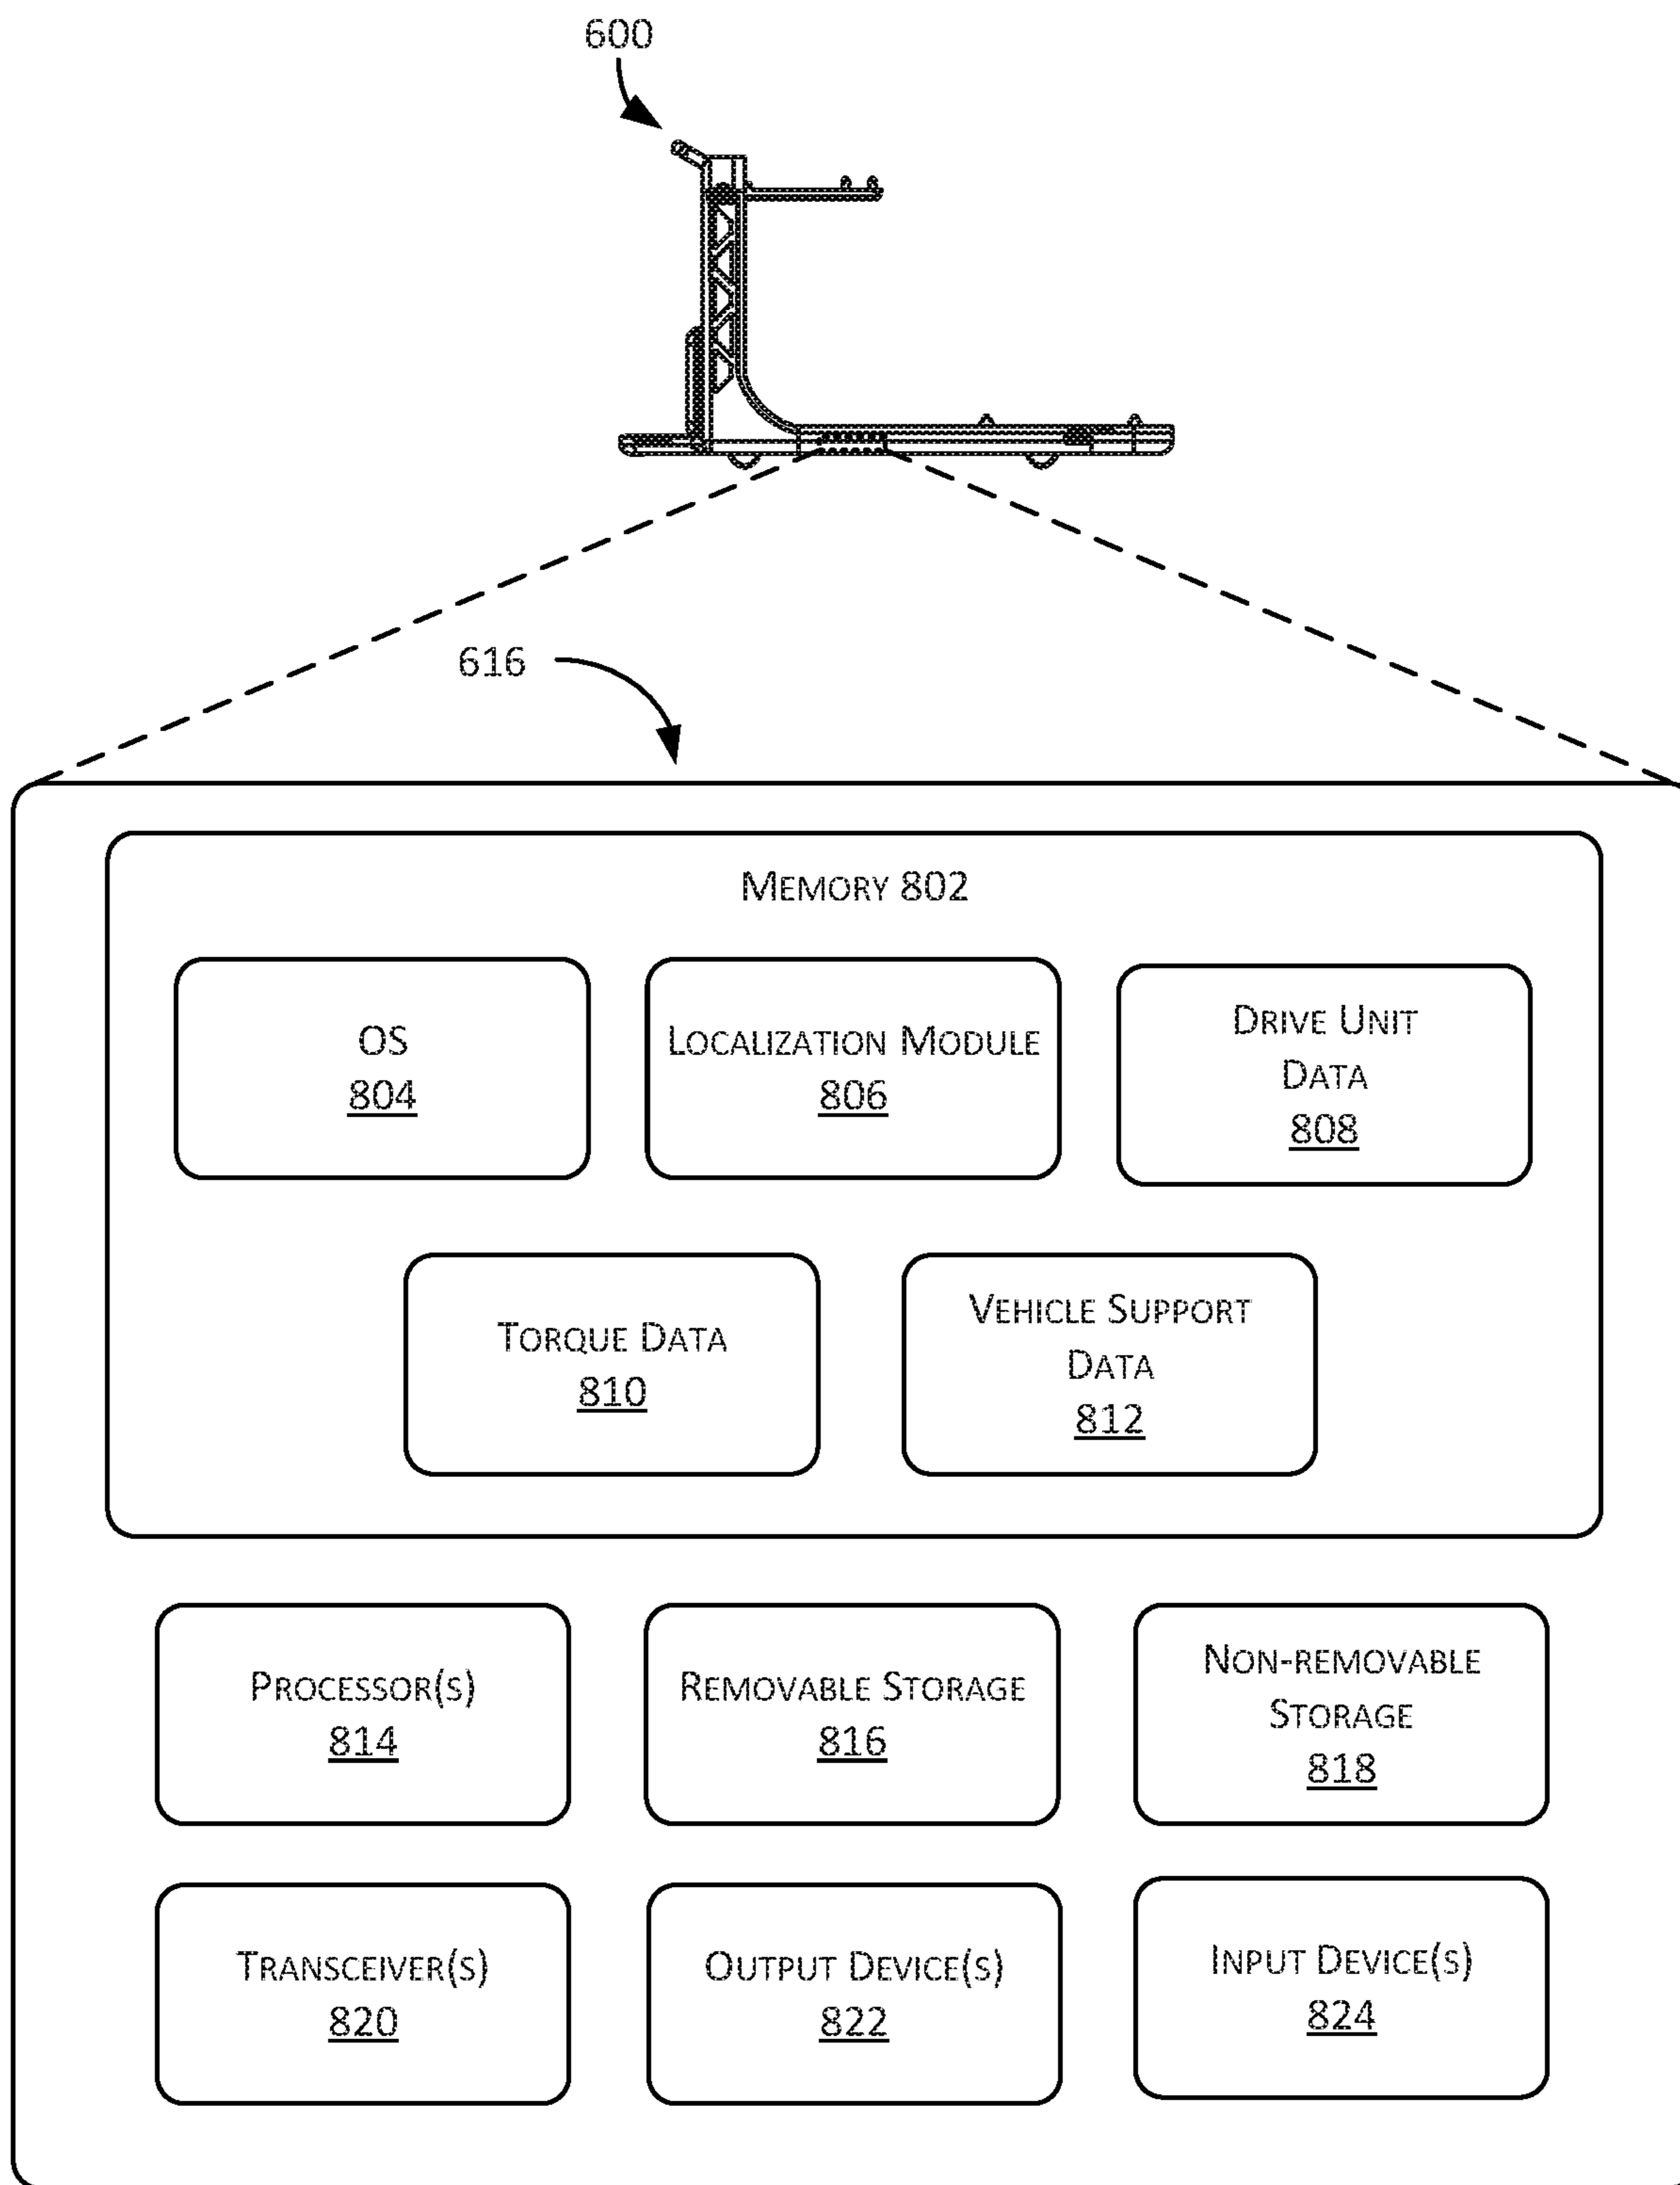 600
616
MEMORY 802
OS
804
LOCALIZATION MODULE
806
DRIVE UNIT
DATA
808
TORQUE DATA
810
VEHICLE SUPPORT
DATA
812
PROCESSOR(S)
814
REMOVABLE STORAGE
816
NON-REMOVABLE
STORAGE
818
TRANSCEIVER(S)
820
OUTPUT DEVICE(S)
822
INPUT DEVICE(S)
824